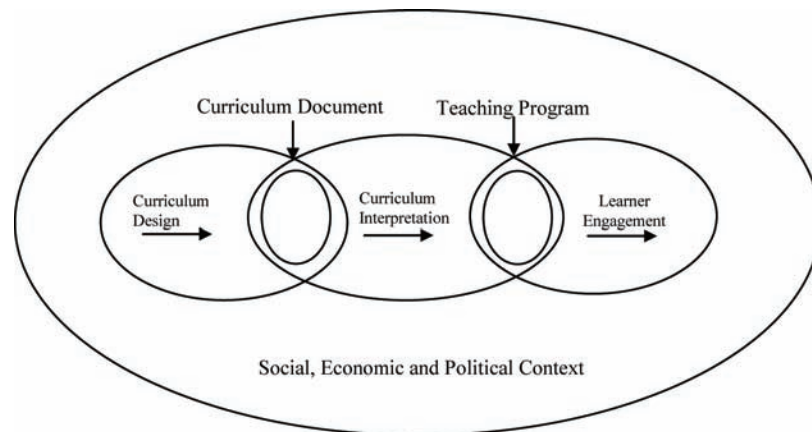 Curriculum Document
Teaching Program
Curriculum
Design
Curriculum
Interpretation
Learner
Engagement
Social, Economic and Political Context